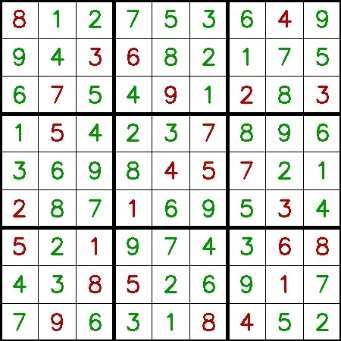 8 1 2 7 5 3 6 4 9
9 4 3 6 8 2 1 7 5
6 7 5 4 9 1 2 8 3
1 5 4 2 3 7 8 9 6
3 6 9 8 4 5 7 2 1
2 8 7 1 6 9 5 3 4
5 2 1 9 7 4 3 6 8
4 3 8 5 2 6 9 1 7
7 9 6 3 1 8 4 5 2